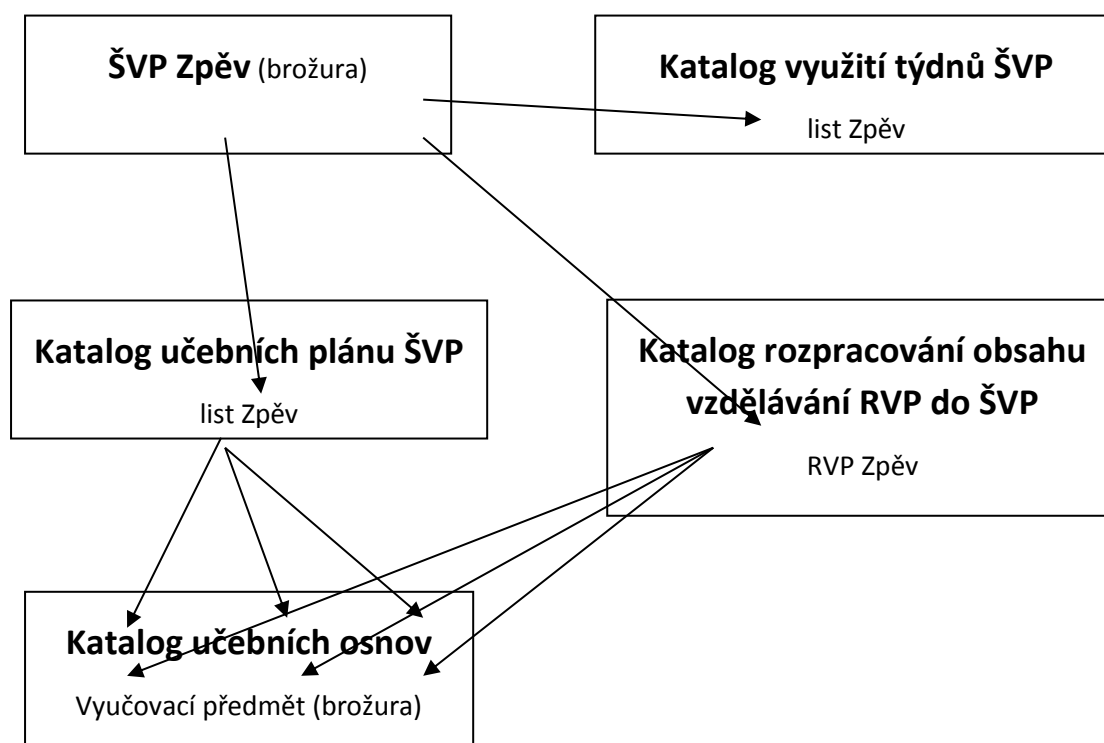 ŠVP Zpěv (brožura)
Katalog využití týdnů ŠVP
list Zpěv
Katalog učebních plánu ŠVP
list Zpěv
Katalog rozpracování obsahu
vzdělávání RVP do ŠVP
RVP Zpěv
Katalog učebních osnov
Vyučovací předmět (brožura)